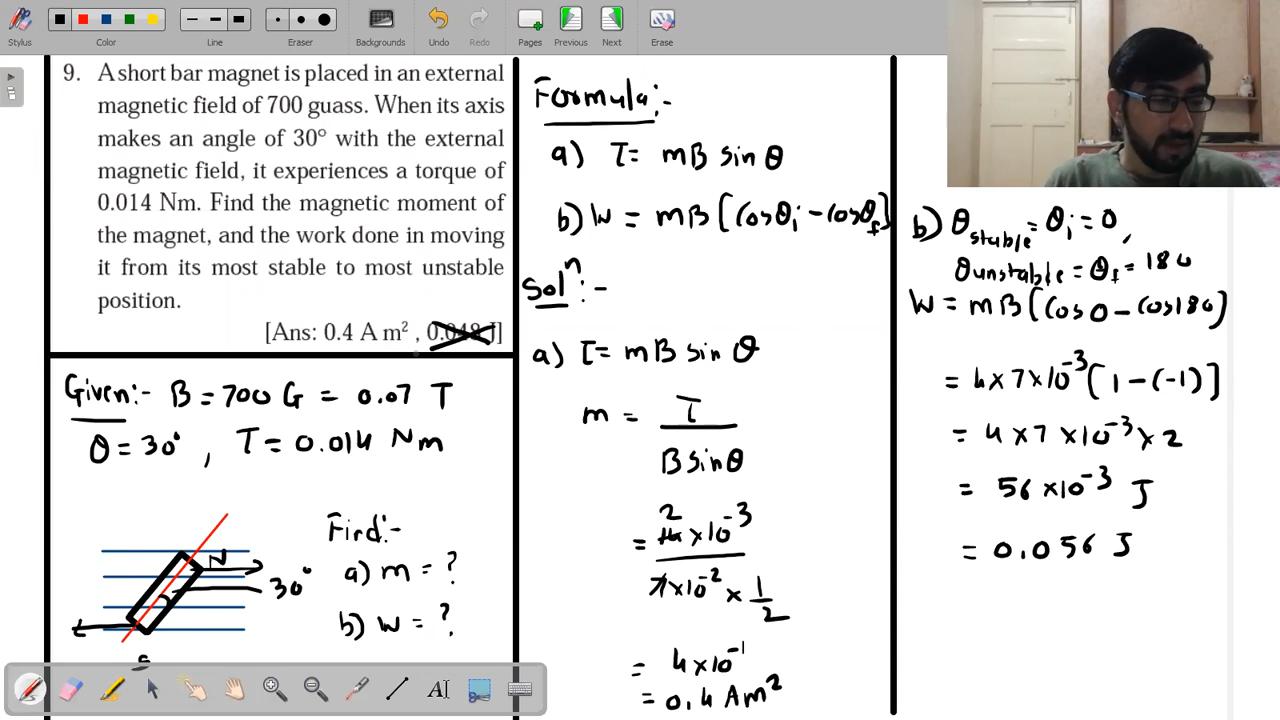 Stylus
Color
Line
Eraser
Backgrounds
Undo
Redo
Pages
Previous
Next
Erase
9. A short bar magnet is placed in an external
magnetic field of 700 guass. When its axis
makes an angle of 30° with the external
magnetic field, it experiences a torque of
0.014 Nm. Find the magnetic moment of
the magnet, and the work done in moving
it from its most stable to most unstable
position.
[Ans: 0.4 A m², 0.048 J]
Given:- B = 700 G = 0.07 T
θ = 30°, τ = 0.014 Nm
N
30°
S
Find:-
a) m = ?
b) W = ?
Formula:-
a) τ = mB sin θ
b) W = mB [cosθi - cosθf]
Solⁿ:-
a) τ = mB sin θ
m = τ / B sinθ
= 2 14 × 10⁻³ / 7 × 10⁻² × 1/2
= 4 × 10⁻¹
= 0.4 Am²
b) θstable = θi = 0,
θunstable = θf = 180
W = mB [cos0 - cos180]
= 4 × 7 × 10⁻³ [1 - (-1)]
= 4 × 7 × 10⁻³ × 2
= 56 × 10⁻³ J
= 0.056 J